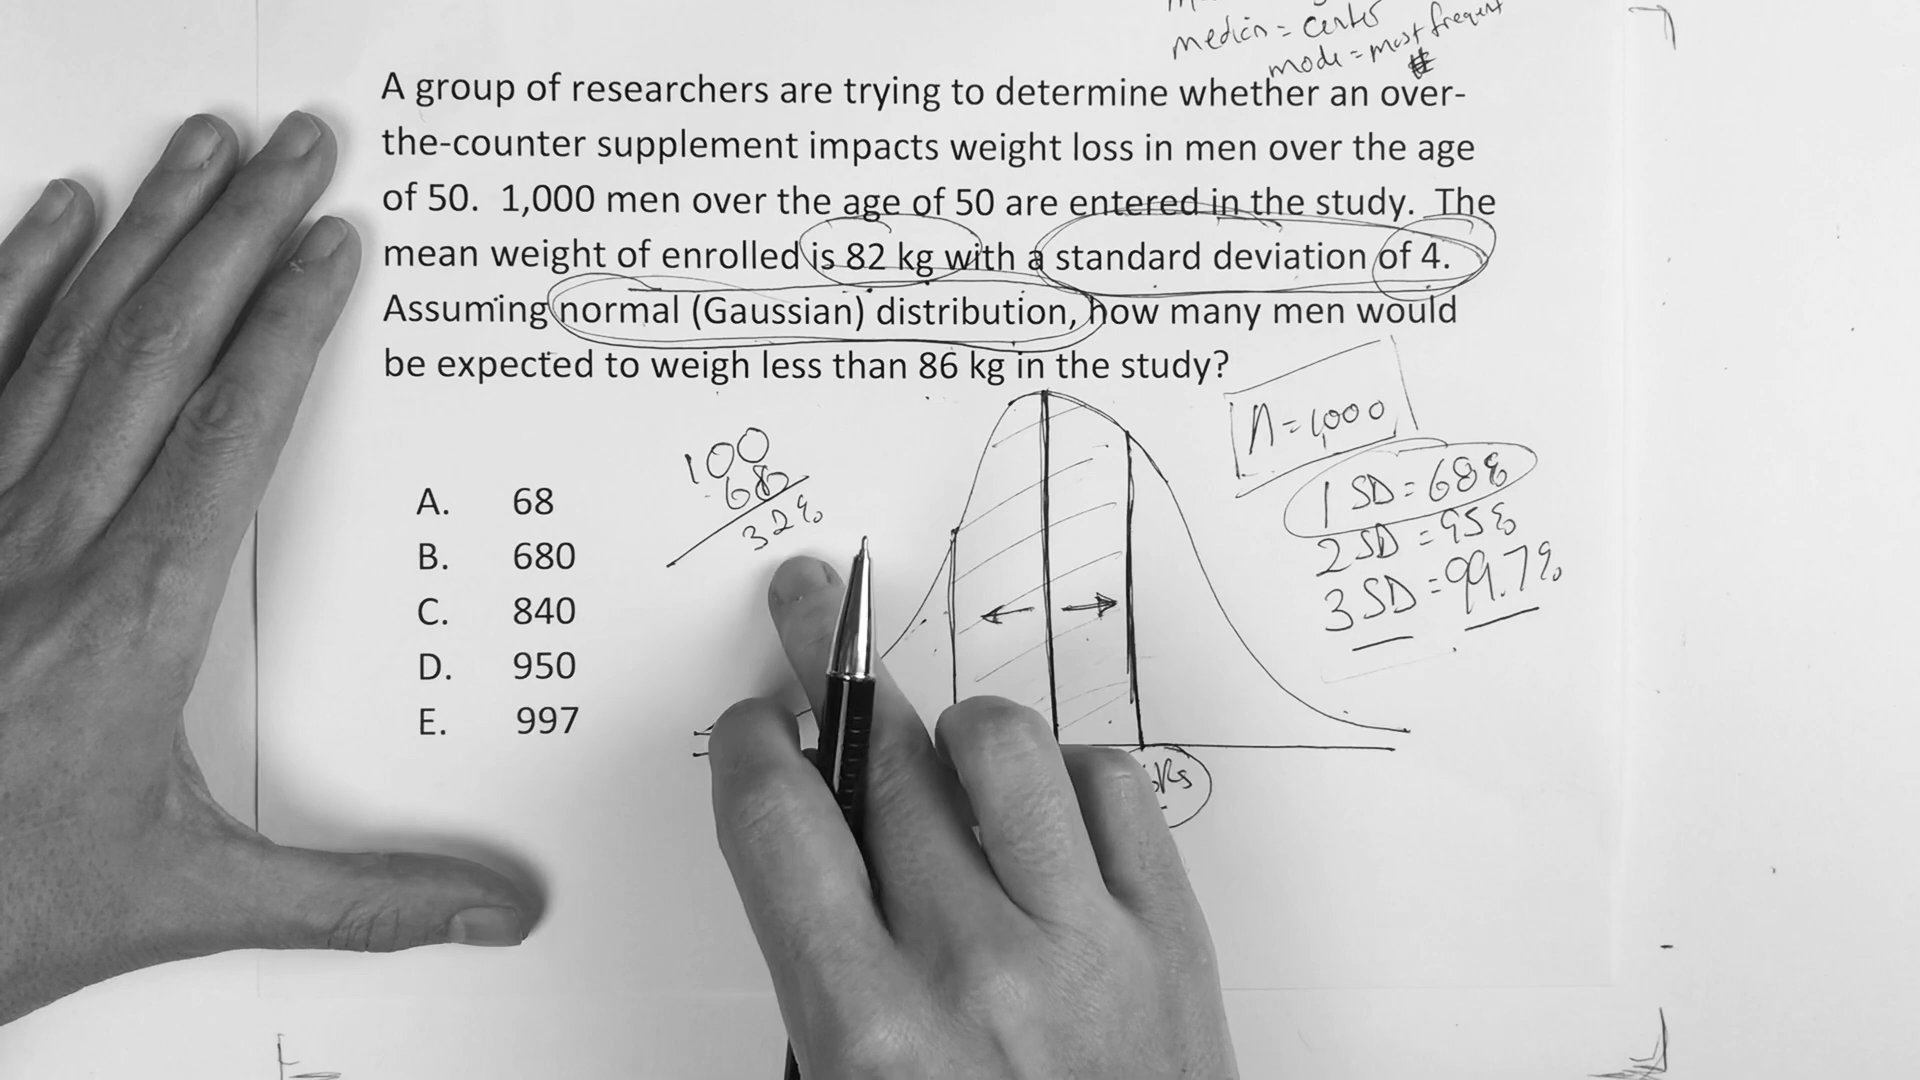 medicn = center
mode = most frequent
#
A group of researchers are trying to determine whether an over-
the-counter supplement impacts weight loss in men over the age
of 50. 1,000 men over the age of 50 are entered in the study. The
mean weight of enrolled is 82 kg with a standard deviation of 4.
Assuming normal (Gaussian) distribution, how many men would
be expected to weigh less than 86 kg in the study?
n = 1,000
100
- 68
32%
1 SD = 68%
2 SD = 95%
3 SD = 99.7%
A. 68
B. 680
C. 840
D. 950
E. 997